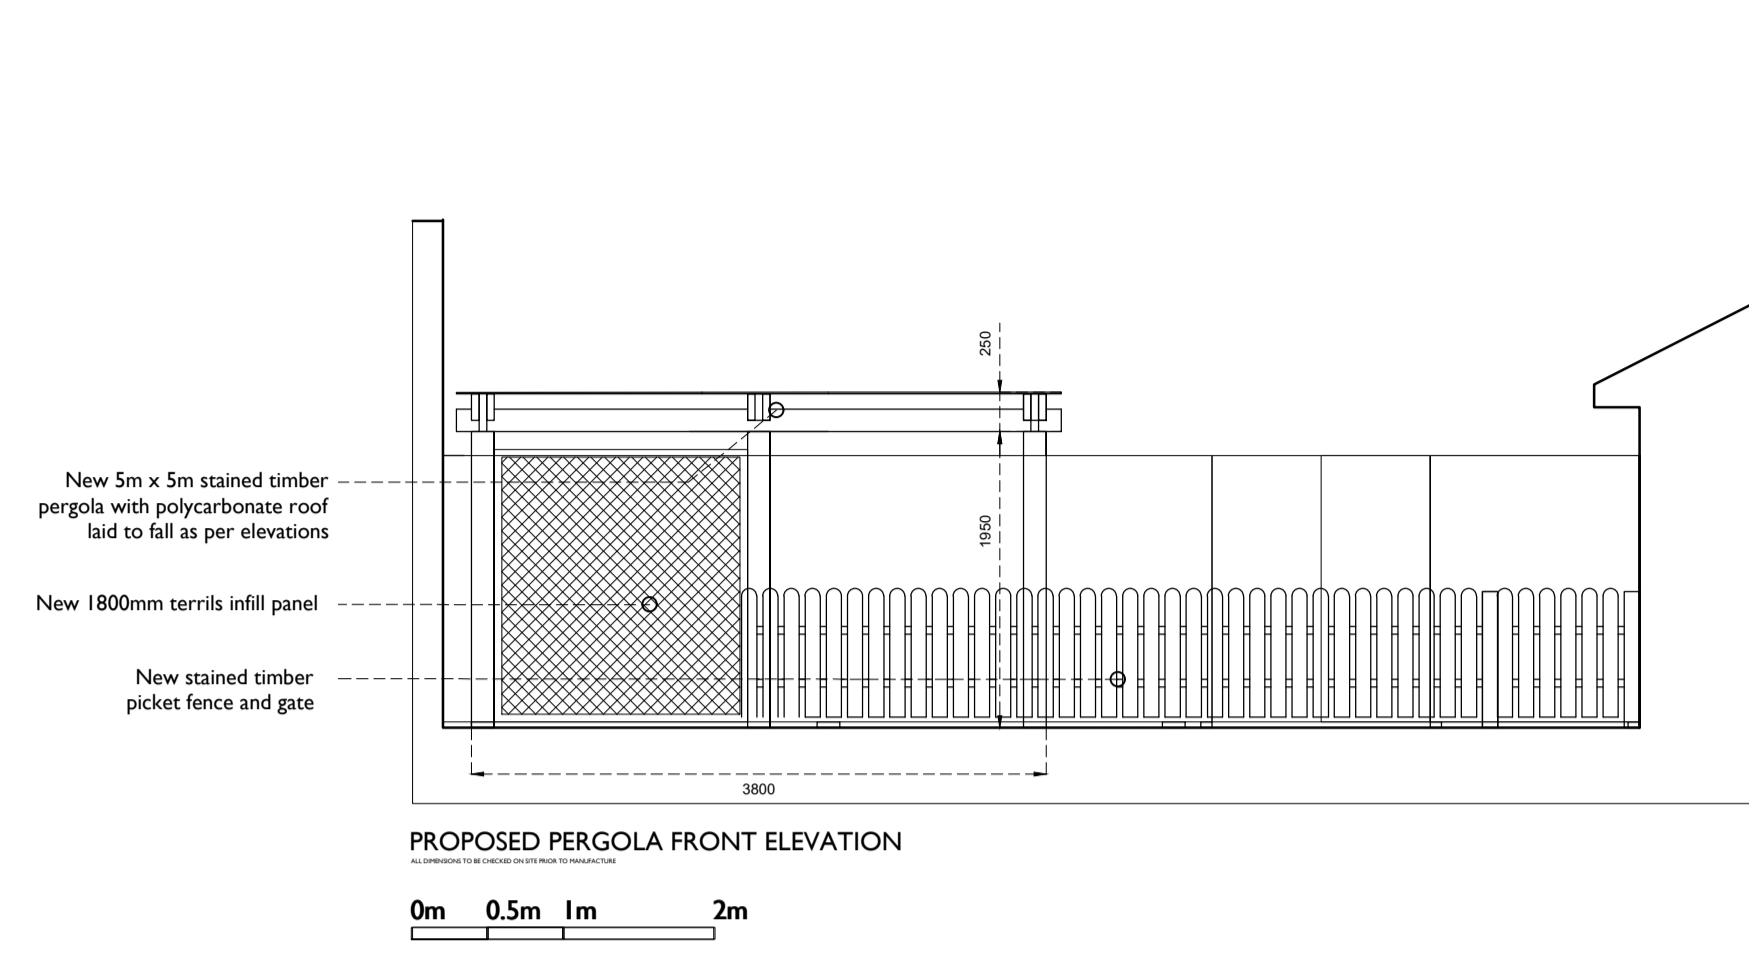 250
New 5m x 5m stained timber
pergola with polycarbonate roof
laid to fall as per elevations
1950
New 1800mm terrils infill panel
New stained timber
picket fence and gate
3800
PROPOSED PERGOLA FRONT ELEVATION
ALL DIMENSIONS TO BE CHECKED ON SITE PRIOR TO MANUFACTURE
0m 0.5m 1m 2m